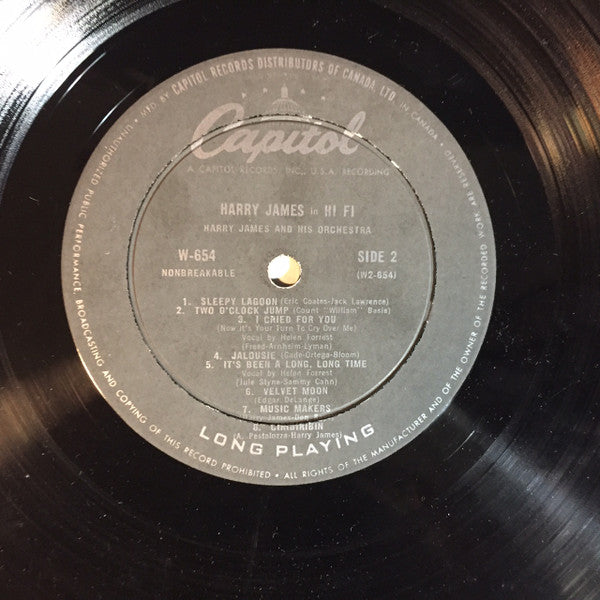 MFD. BY CAPITOL RECORDS DISTRIBUTORS OF CANADA, LTD. IN CANADA • ALL RIGHTS OF THE MANUFACTURER AND OF THE OWNER OF THE RECORDED WORK ARE RESERVED • UNAUTHORIZED PUBLIC PERFORMANCE, BROADCASTING AND COPYING OF THIS RECORD PROHIBITED •
Capitol
A CAPITOL RECORDS, INC., U.S.A. RECORDING
HARRY JAMES in HI FI
HARRY JAMES AND HIS ORCHESTRA
W-654 SIDE 2
NONBREAKABLE (W2-654)
1. SLEEPY LAGOON (Eric Coates-Jack Lawrence)
2. TWO O'CLOCK JUMP (Count "William" Basie)
3. I CRIED FOR YOU
(Now it's Your Turn To Cry Over Me)
Vocal by Helen Forrest
(Freed-Arnheim-Lyman)
4. JALOUSIE (Gade-Ortega-Bloom)
5. IT'S BEEN A LONG, LONG TIME
Vocal by Helen Forrest
(Jule Styne-Sammy Cahn)
6. VELVET MOON
(Edgar DeLange)
7. MUSIC MAKERS
(Harry James-Don
8. CIRIBIRIBIN
A. Pestalozza-Harry James)
LONG PLAYING